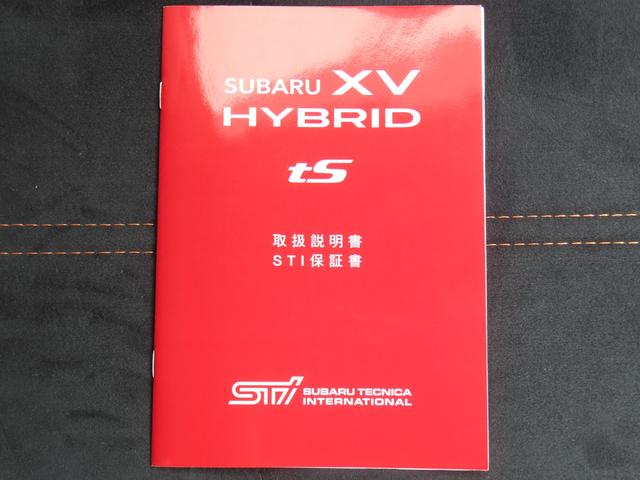 SUBARU XV
HYBRID
tS
取扱説明書
STI保証書
STI SUBARU TECNICA
INTERNATIONAL